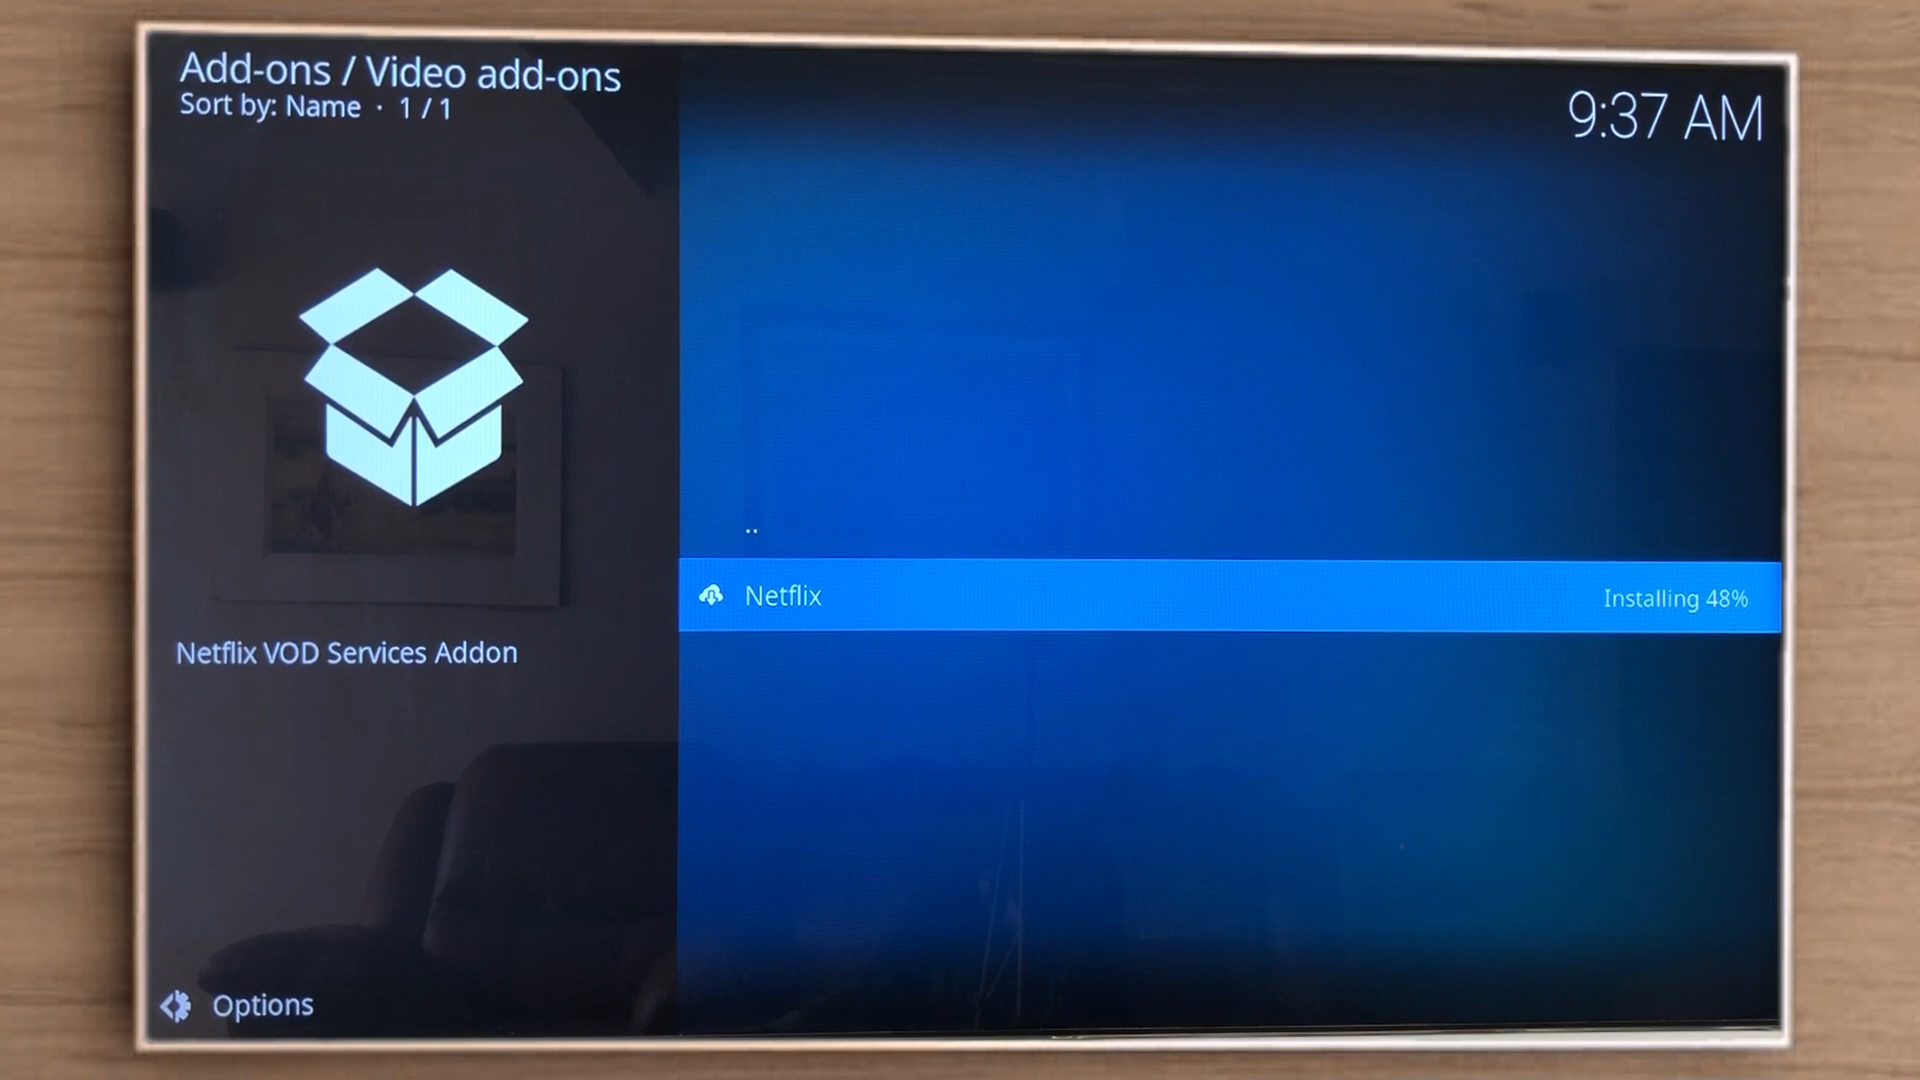 Add-ons / Video add-ons
Sort by: Name · 1 / 1
9:37 AM
..
Netflix Installing 48%
Netflix VOD Services Addon
Options